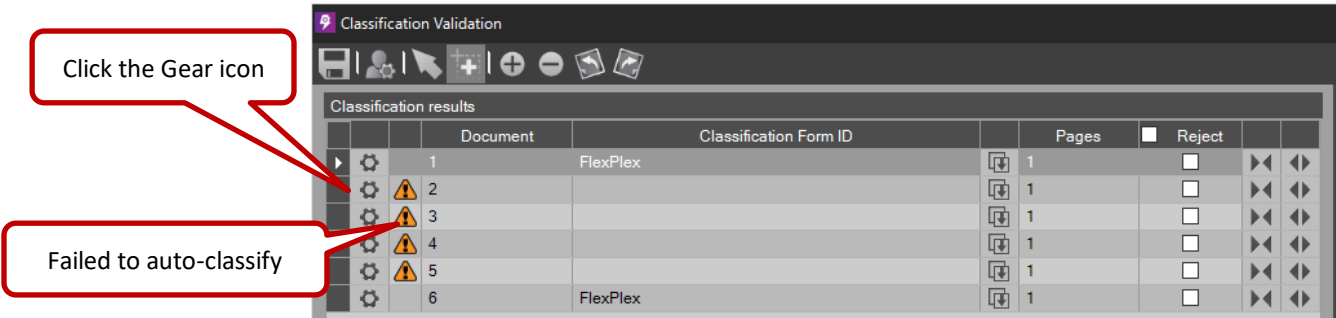 Classification Validation
Click the Gear icon
Classification results
Document Classification Form ID Pages Reject
1 FlexPlex 1
2 1
3 1
Failed to auto-classify
4 1
5 1
6 FlexPlex 1